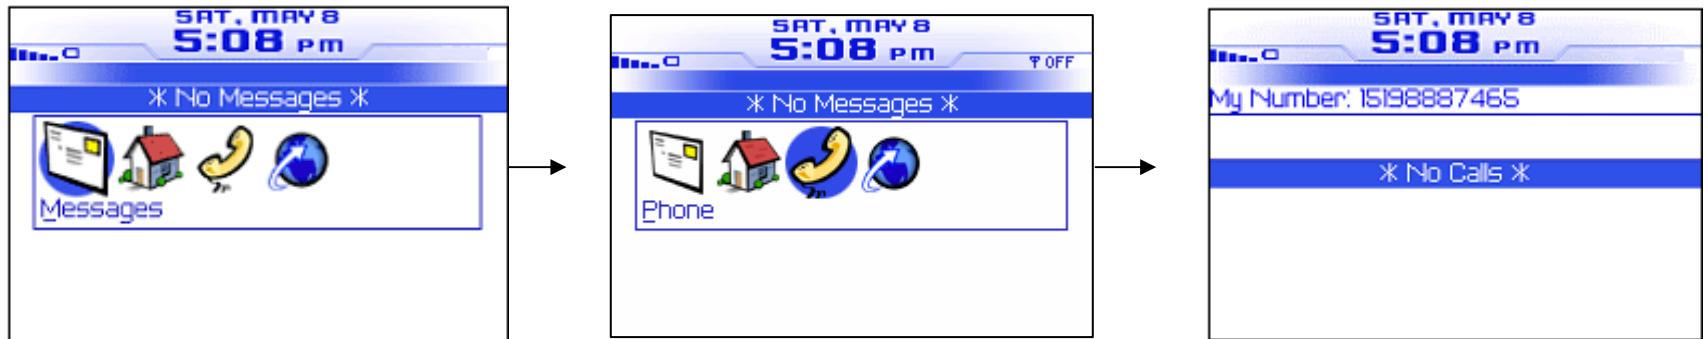 SAT, MAY 8
5:08 PM
* No Messages *
Messages
SAT, MAY 8
5:08 PM
OFF
* No Messages *
Phone
SAT, MAY 8
5:08 PM
My Number: 15198887465
* No Calls *